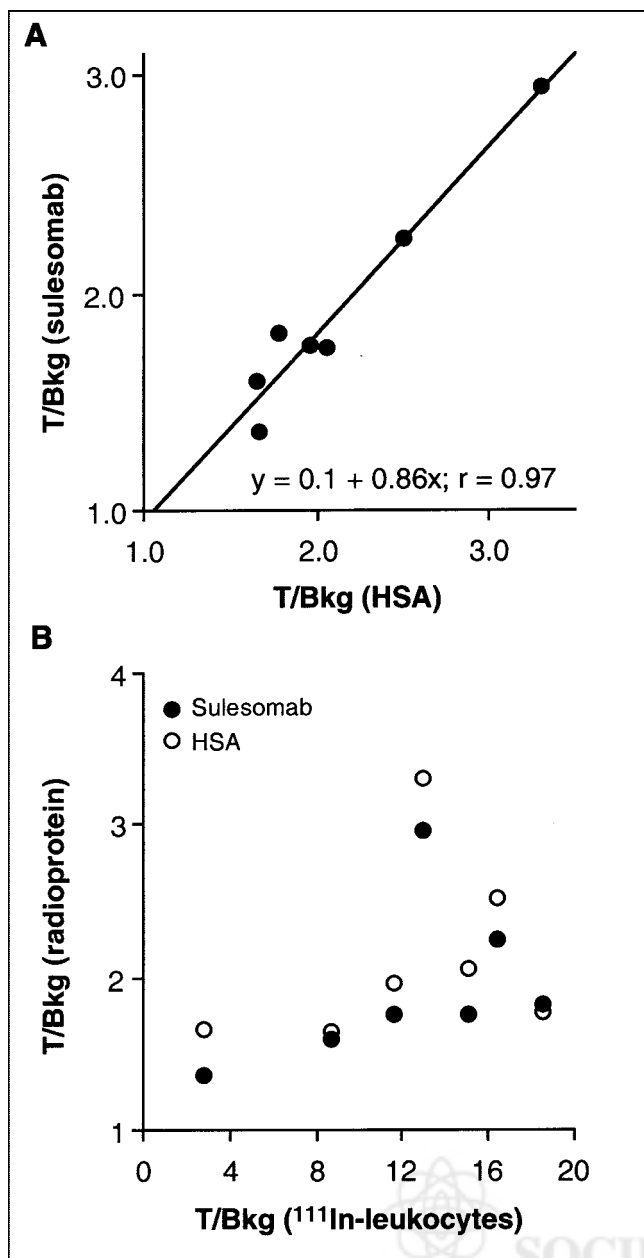 A
3.0
2.0
1.0
T/Bkg (sulesomab)
y = 0.1 + 0.86x; r = 0.97
1.0 2.0 3.0
T/Bkg (HSA)
B
4
3
2
1
T/Bkg (radioprotein)
● Sulesomab
○ HSA
0 4 8 12 16 20
T/Bkg (¹¹¹In-leukocytes)